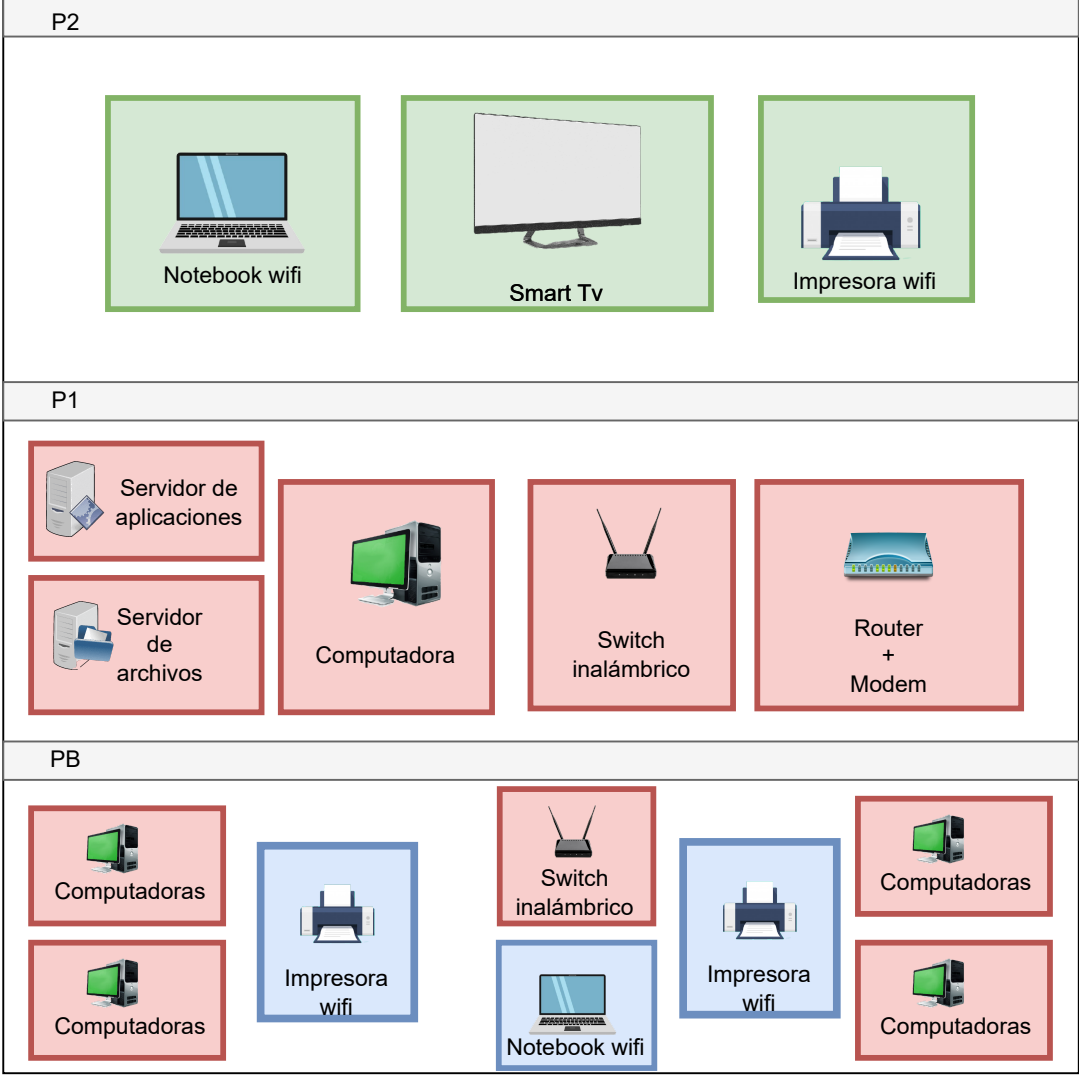 P2
Notebook wifi
Smart Tv
Impresora wifi
P1
Servidor de
aplicaciones
Servidor
de
archivos
Computadora
Switch
inalámbrico
Router
+
Modem
PB
Computadoras
Computadoras
Impresora
wifi
Switch
inalámbrico
Notebook wifi
Impresora
wifi
Computadoras
Computadoras